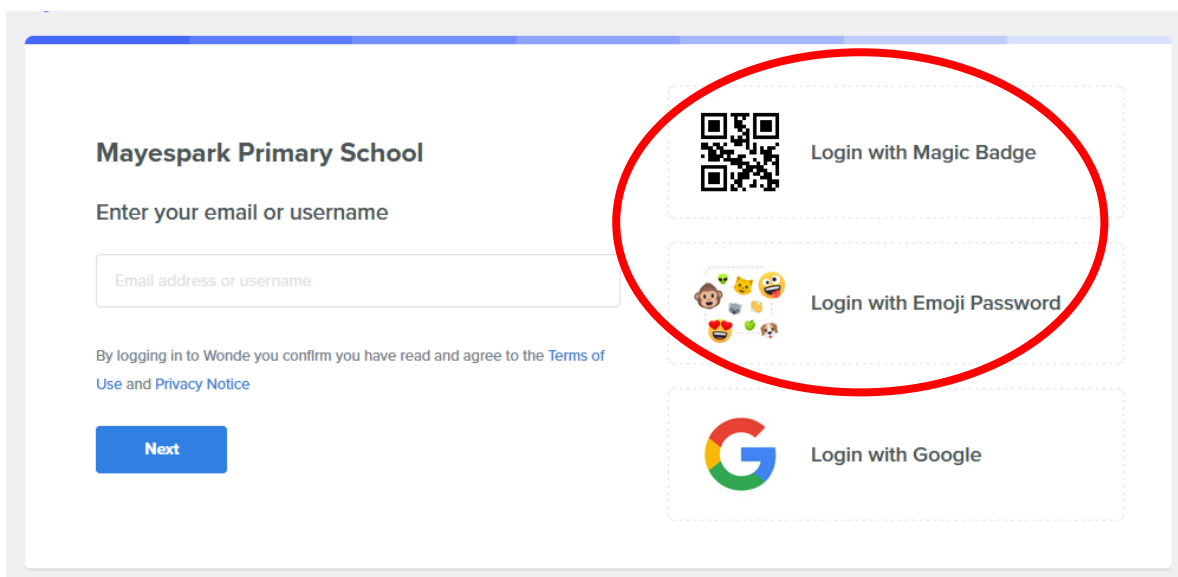 Mayespark Primary School
Enter your email or username
Email address or username
By logging in to Wonde you confirm you have read and agree to the Terms of
Use and Privacy Notice
Next
Login with Magic Badge
Login with Emoji Password
Login with Google